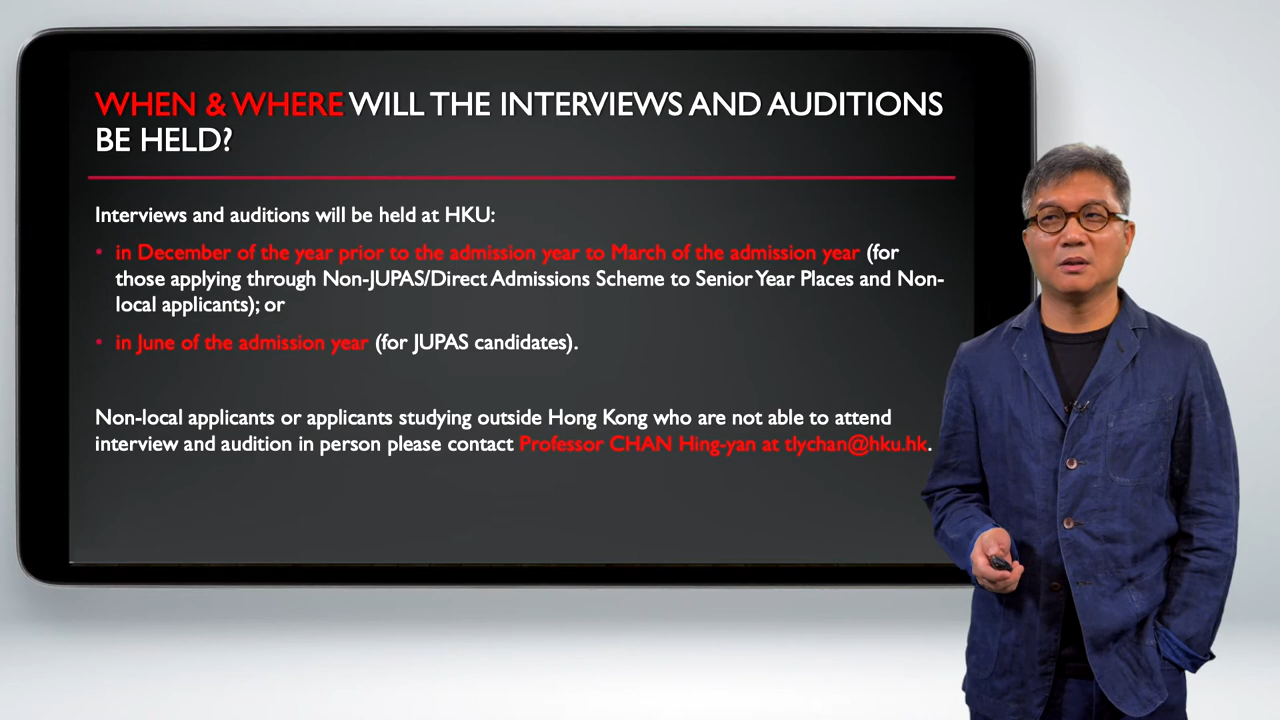 WHEN & WHERE WILL THE INTERVIEWS AND AUDITIONS
BE HELD?
Interviews and auditions will be held at HKU:
• in December of the year prior to the admission year to March of the admission year (for
those applying through Non-JUPAS/Direct Admissions Scheme to Senior Year Places and Non-
local applicants); or
• in June of the admission year (for JUPAS candidates).
Non-local applicants or applicants studying outside Hong Kong who are not able to attend
interview and audition in person please contact Professor CHAN Hing-yan at tlychan@hku.hk.